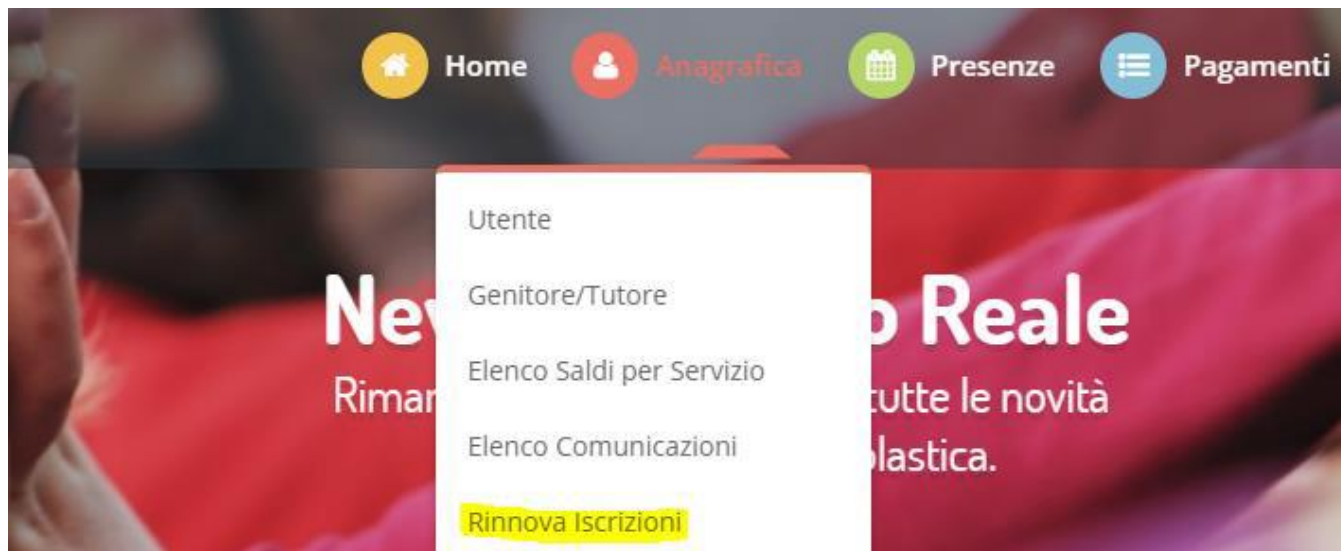 Home Anagrafica Presenze Pagamenti
Utente
Genitore/Tutore
Elenco Saldi per Servizio
Elenco Comunicazioni
Rinnova Iscrizioni
Reale
tutte le novità